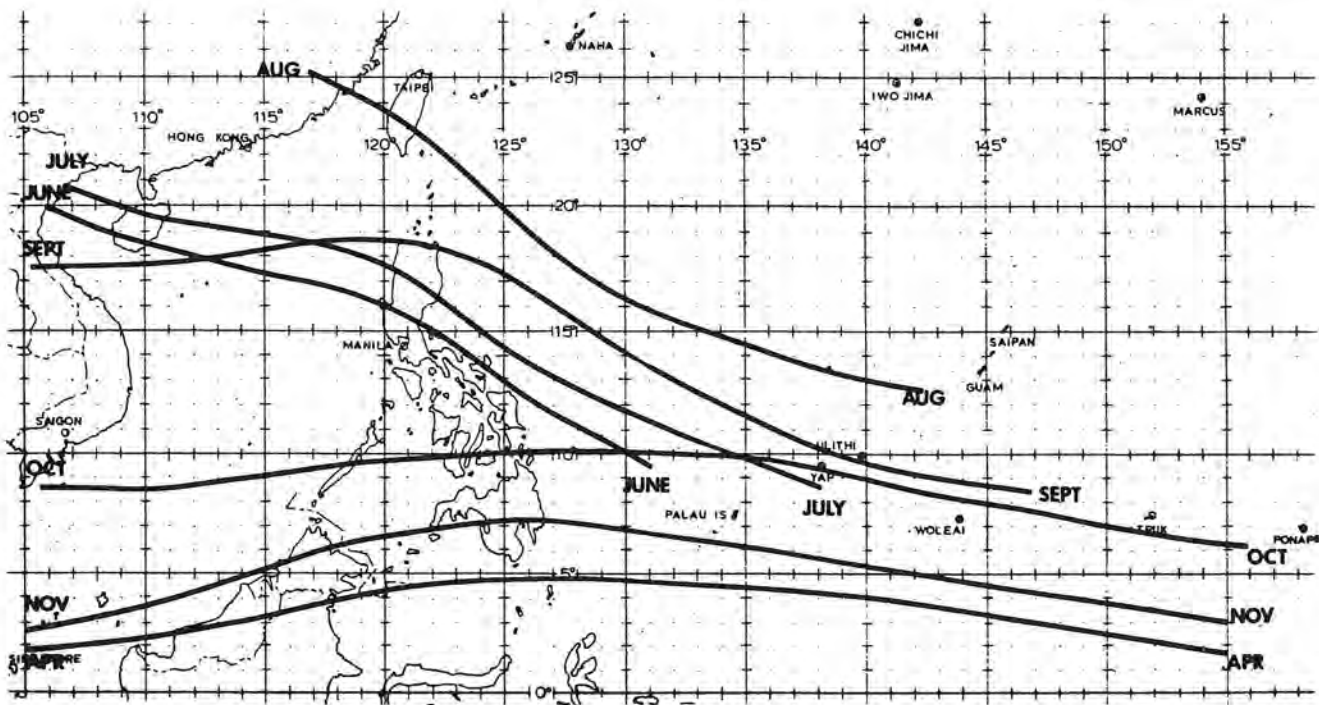 NAHA
CHICHI
JIMA
AUG
25°
TAIPEI
IWO JIMA
MARCUS
105°
HONG KONG
110°
115°
120°
125°
130°
135°
140°
145°
150°
155°
JULY
JUNE
20°
SEPT
15°
MANILA
SAIPAN
GUAM
AUG
SAIGON
ULITHI
OCT
10°
YAP
JUNE
JULY
SEPT
PALAU IS
WOLEAI
TRUK
PONAPE
OCT
5°
NOV
NOV
SINGAPORE
APR
APR
0°